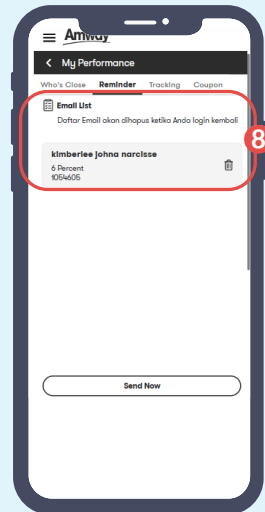 Amway
My Performance
Who's Close Reminder Tracking Coupon
Email List
Daftar Email akan dihapus ketika Anda login kembali
kimberlee johna narcisse
6 Percent
1054605
8
Send Now